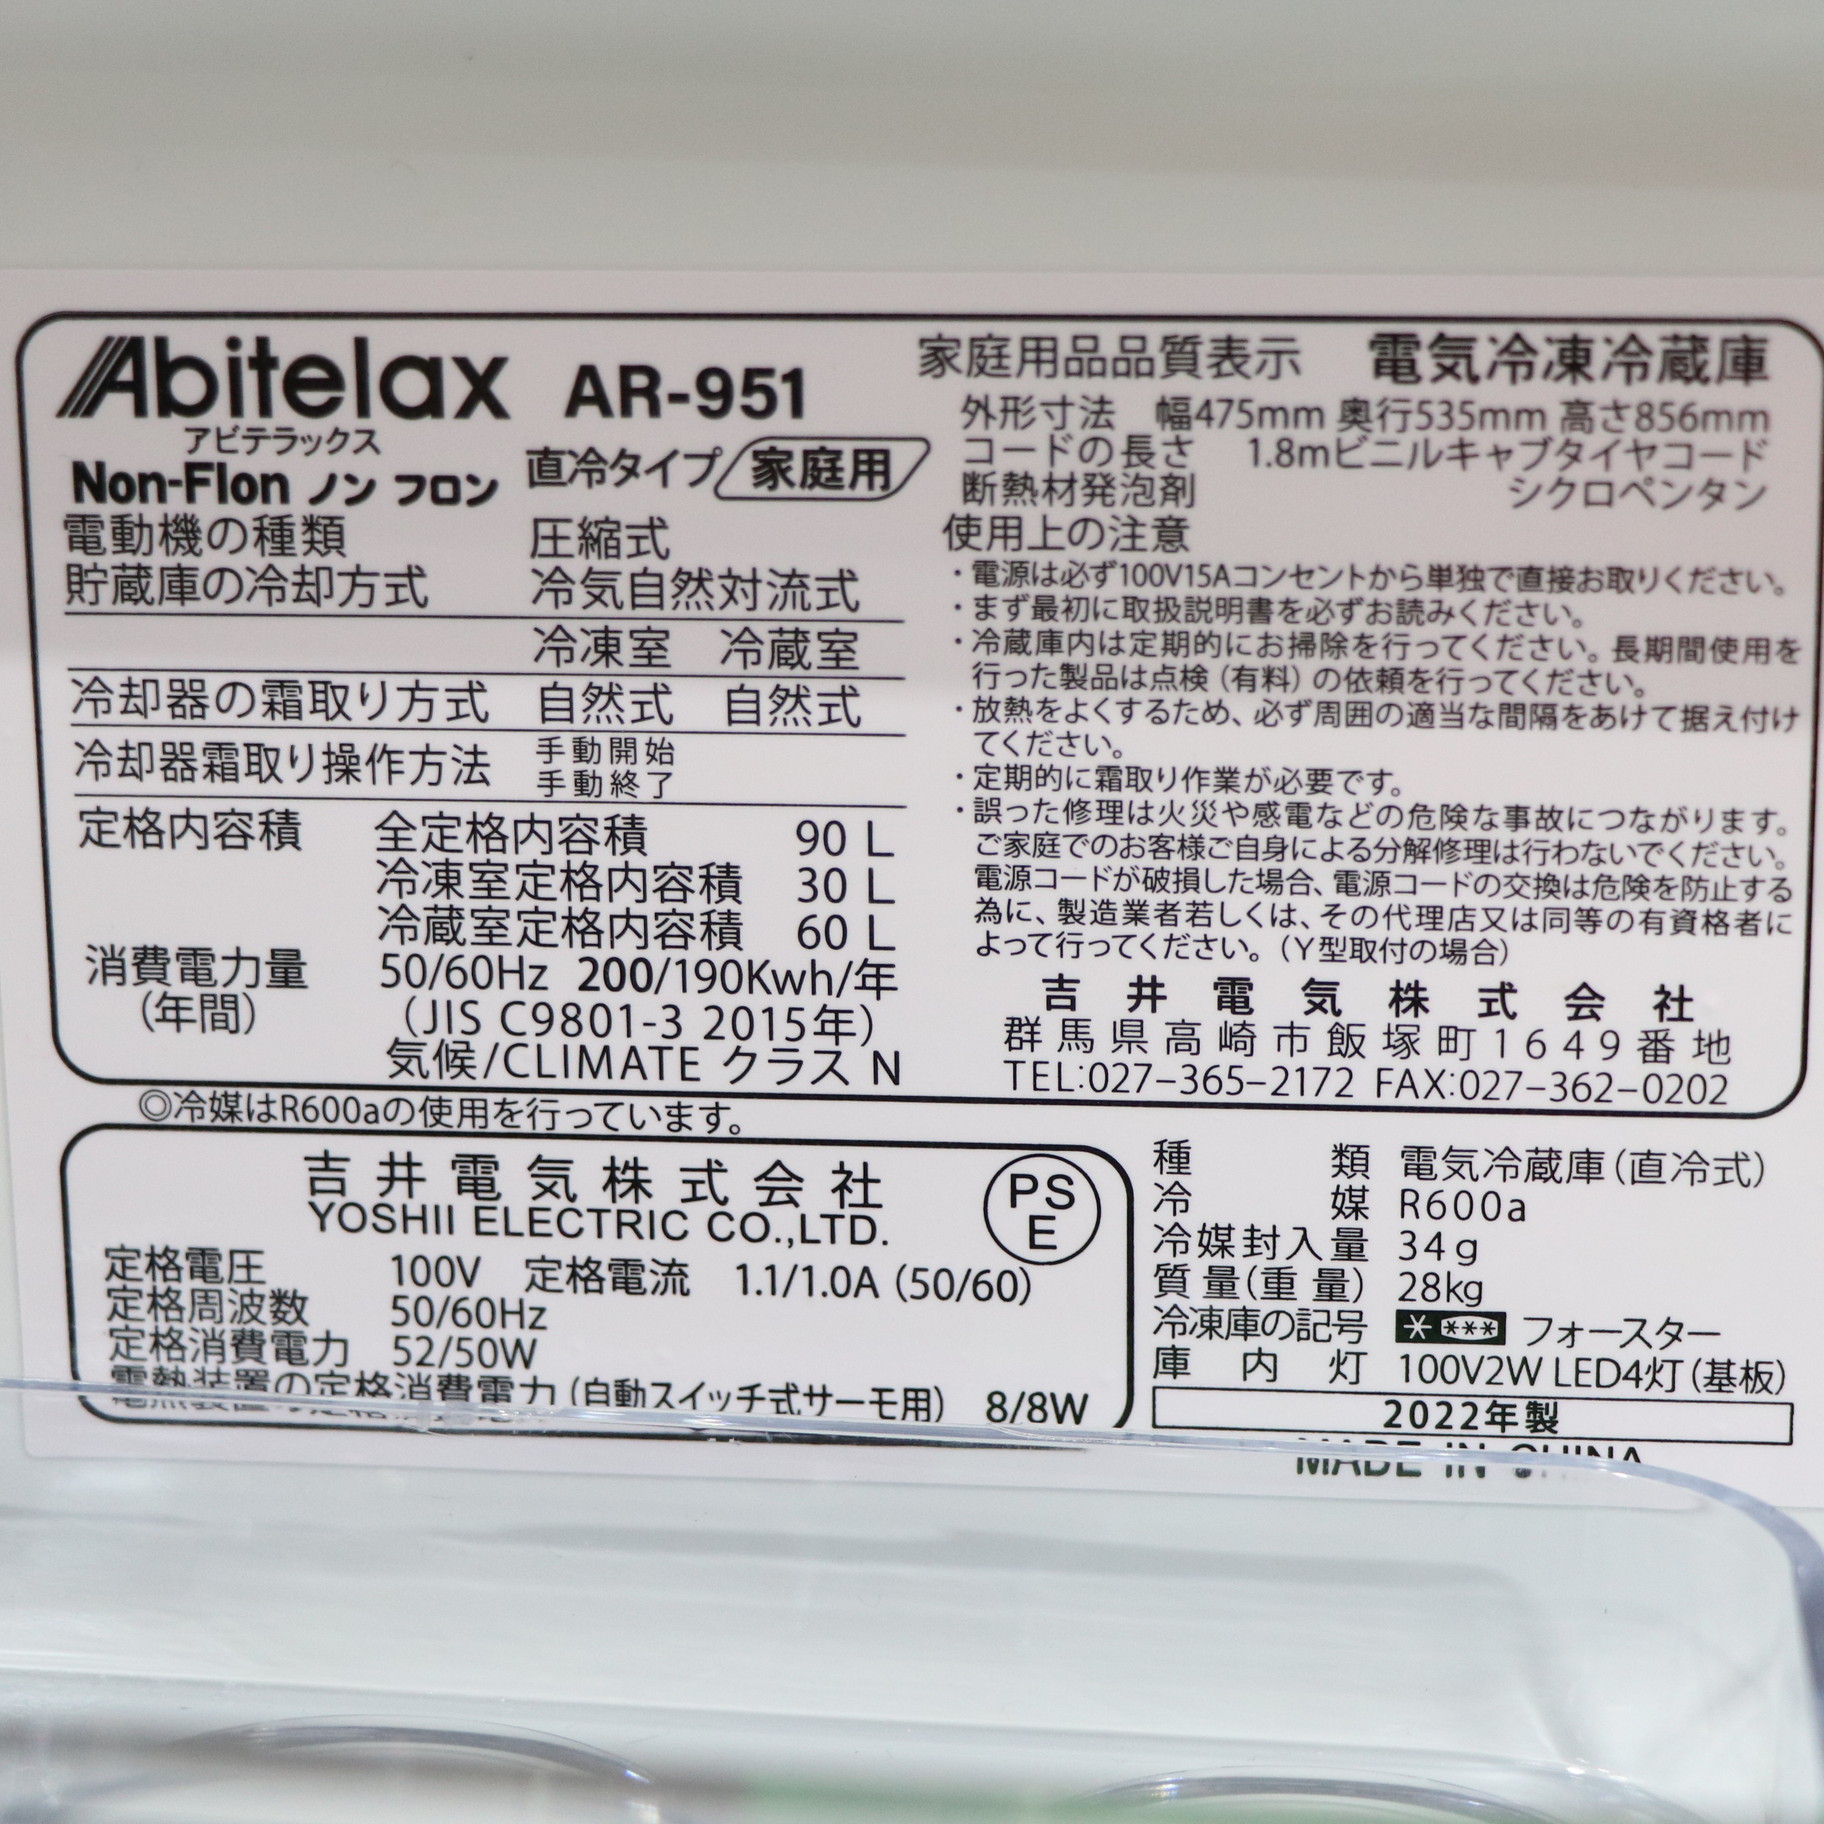 Abitelax AR-951
アビテラックス
Non-Flon ノン フロン 直冷タイプ 家庭用
電動機の種類 圧縮式
貯蔵庫の冷却方式 冷気自然対流式
冷凍室 冷蔵室
冷却器の霜取り方式 自然式 自然式
冷却器霜取り操作方法 手動開始
手動終了
定格内容積 全定格内容積 90 L
冷凍室定格内容積 30 L
冷蔵室定格内容積 60 L
消費電力量 50/60Hz 200/190Kwh/年
(年間) (JIS C9801-3 2015年)
気候/CLIMATE クラス N
家庭用品品質表示 電気冷凍冷蔵庫
外形寸法 幅475mm 奥行535mm 高さ856mm
コードの長さ 1.8mビニルキャブタイヤコード
断熱材発泡剤 シクロペンタン
使用上の注意
・電源は必ず100V15Aコンセントから単独で直接お取りください。
・まず最初に取扱説明書を必ずお読みください。
・冷蔵庫内は定期的にお掃除を行ってください。長期間使用を
行った製品は点検(有料)の依頼を行ってください。
・放熱をよくするため、必ず周囲の適当な間隔をあけて据え付け
てください。
・定期的に霜取り作業が必要です。
・誤った修理は火災や感電などの危険な事故につながります。
ご家庭でのお客様ご自身による分解修理は行わないでください。
電源コードが破損した場合、電源コードの交換は危険を防止する
為に、製造業者若しくは、その代理店又は同等の有資格者に
よって行ってください。(Y型取付の場合)
吉井電気株式会社
群馬県高崎市飯塚町1649番地
TEL:027-365-2172 FAX:027-362-0202
◎冷媒はR600aの使用を行っています。
吉井電気株式会社
YOSHII ELECTRIC CO.,LTD.
PS
E
定格電圧 100V 定格電流 1.1/1.0A (50/60)
定格周波数 50/60Hz
定格消費電力 52/50W
電熱装置の定格消費電力(自動スイッチ式サーモ用) 8/8W
種類 電気冷蔵庫(直冷式)
冷媒 R600a
冷媒封入量 34g
質量(重量) 28kg
冷凍庫の記号 * *** フォースター
庫内灯 100V2W LED4灯(基板)
2022年製
MADE IN CHINA